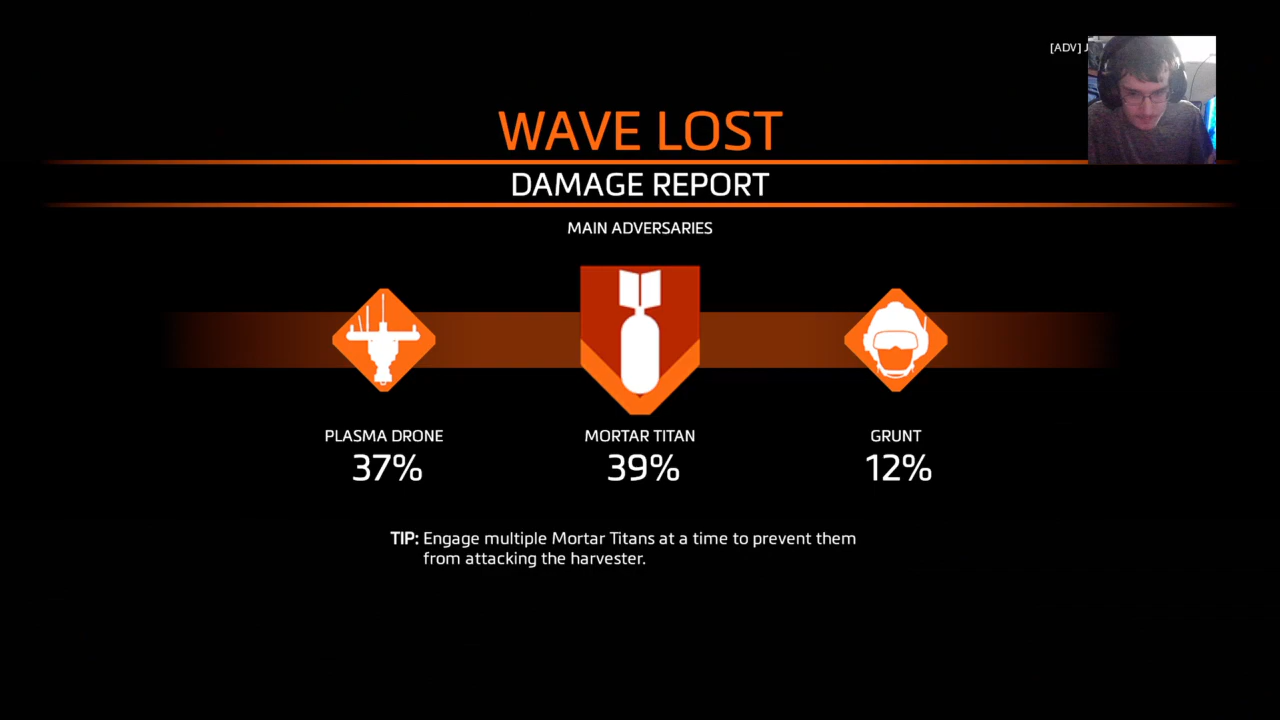 [ADV] J
WAVE LOST
DAMAGE REPORT
MAIN ADVERSARIES
PLASMA DRONE
MORTAR TITAN
GRUNT
37%
39%
12%
TIP: Engage multiple Mortar Titans at a time to prevent them
from attacking the harvester.